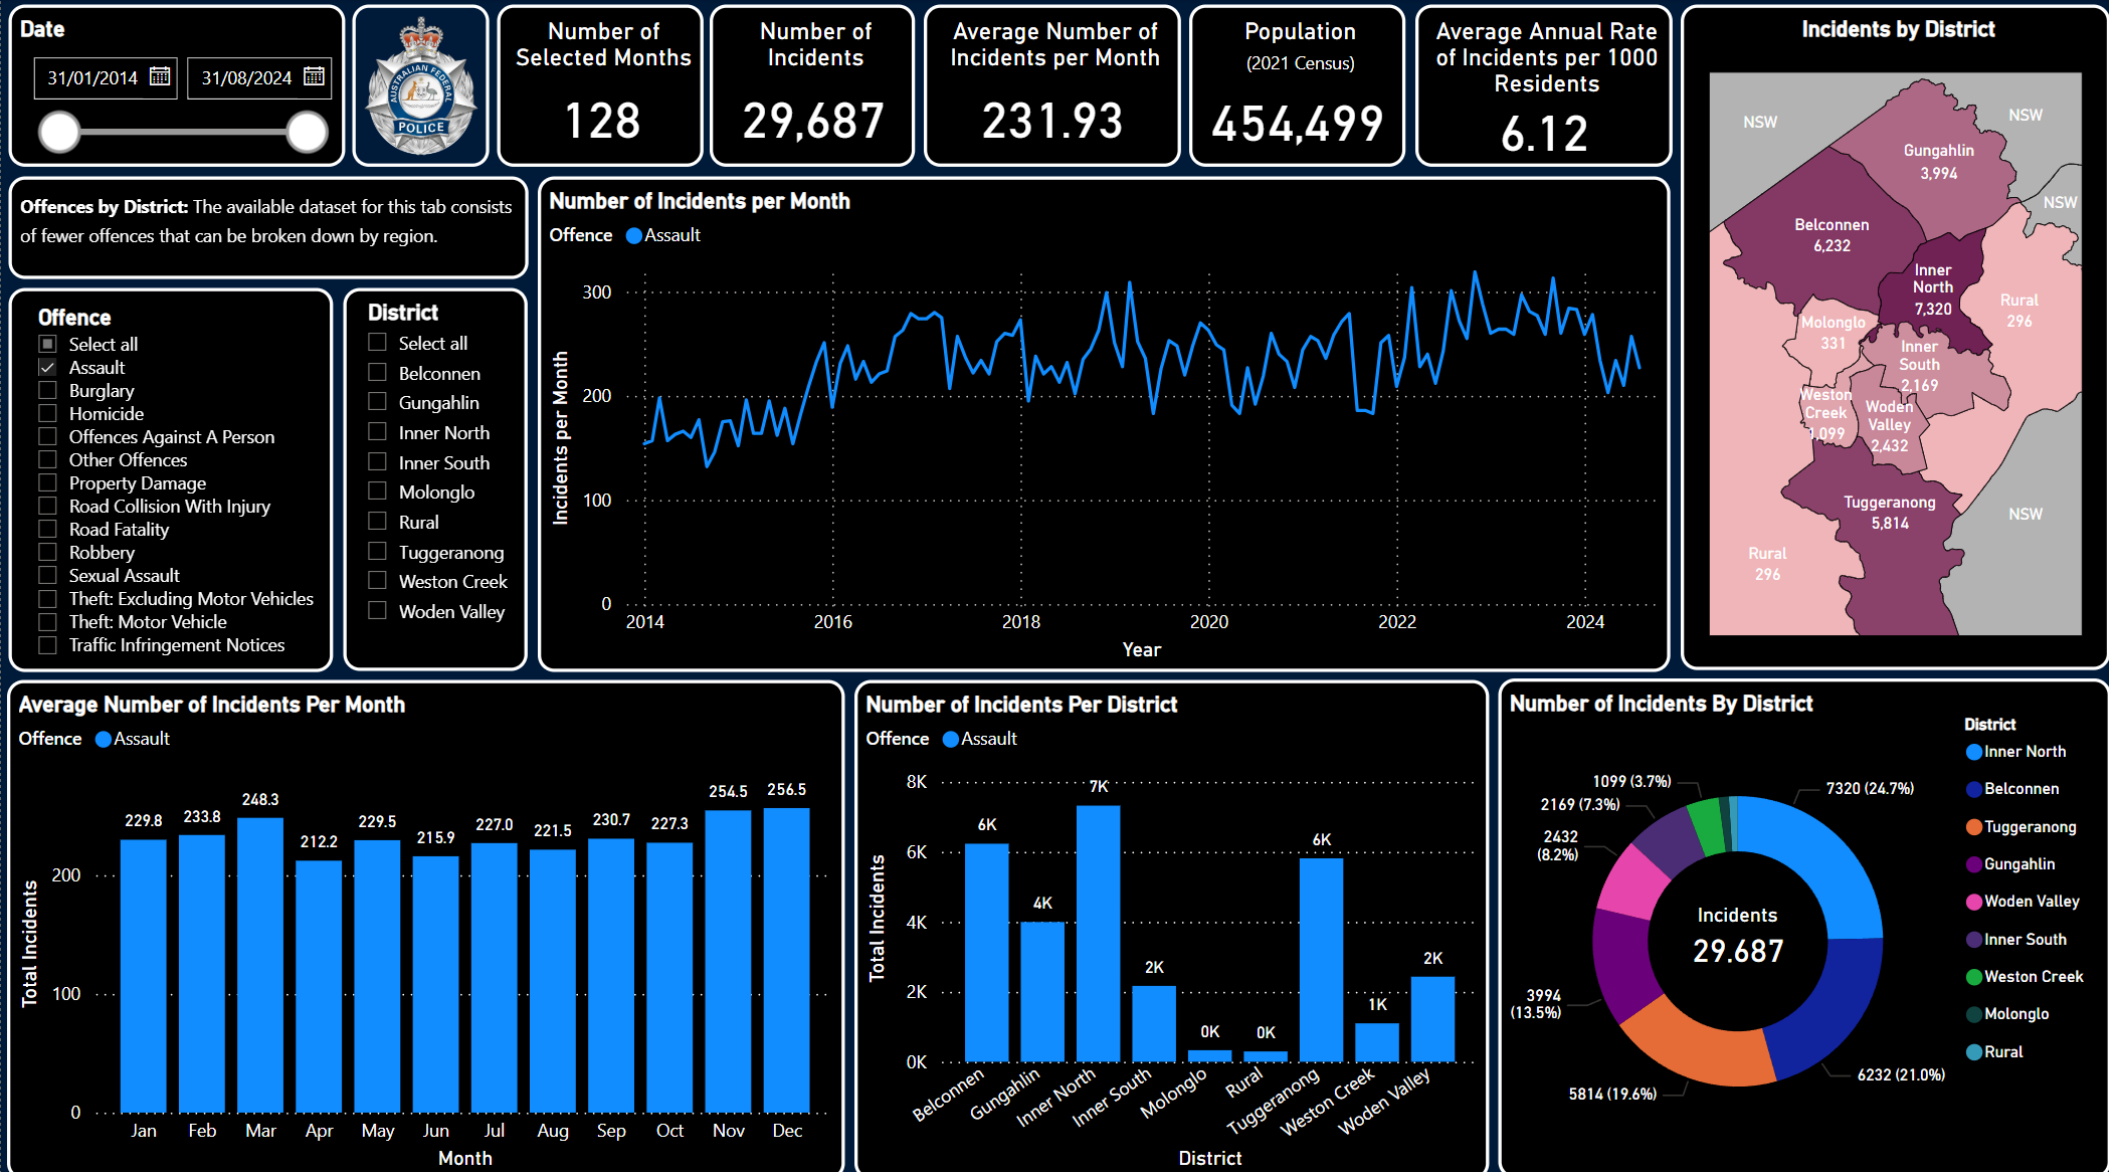 Date
31/01/2014
31/08/2024
AUSTRALIAN FEDERAL
POLICE
Number of
Selected Months
128
Number of
Incidents
29,687
Average Number of
Incidents per Month
231.93
Population
(2021 Census)
454,499
Average Annual Rate
of Incidents per 1000
Residents
6.12
Incidents by District
NSW
NSW
Gungahlin
3,994
NSW
Belconnen
6,232
Inner
North
7,320
Rural
296
Molonglo
331
Inner
South
2,169
Weston
Creek
1,099
Woden
Valley
2,432
Tuggeranong
5,814
NSW
Rural
296
Offences by District: The available dataset for this tab consists
of fewer offences that can be broken down by region.
Offence
Select all
Assault
Burglary
Homicide
Offences Against A Person
Other Offences
Property Damage
Road Collision With Injury
Road Fatality
Robbery
Sexual Assault
Theft: Excluding Motor Vehicles
Theft: Motor Vehicle
Traffic Infringement Notices
District
Select all
Belconnen
Gungahlin
Inner North
Inner South
Molonglo
Rural
Tuggeranong
Weston Creek
Woden Valley
Number of Incidents per Month
Offence Assault
Incidents per Month
300
200
100
0
2014 2016 2018 2020 2022 2024
Year
Average Number of Incidents Per Month
Offence Assault
Total Incidents
200
100
0
229.8 233.8 248.3 212.2 229.5 215.9 227.0 221.5 230.7 227.3 254.5 256.5
Jan Feb Mar Apr May Jun Jul Aug Sep Oct Nov Dec
Month
Number of Incidents Per District
Offence Assault
Total Incidents
8K
6K
4K
2K
0K
6K 4K 7K 2K 0K 0K 6K 1K 2K
Belconnen Gungahlin Inner North Inner South Molonglo Rural Tuggeranong Weston Creek Woden Valley
District
Number of Incidents By District
1099 (3.7%)
2169 (7.3%)
2432
(8.2%)
3994
(13.5%)
5814 (19.6%)
6232 (21.0%)
7320 (24.7%)
Incidents
29.687
District
Inner North
Belconnen
Tuggeranong
Gungahlin
Woden Valley
Inner South
Weston Creek
Molonglo
Rural